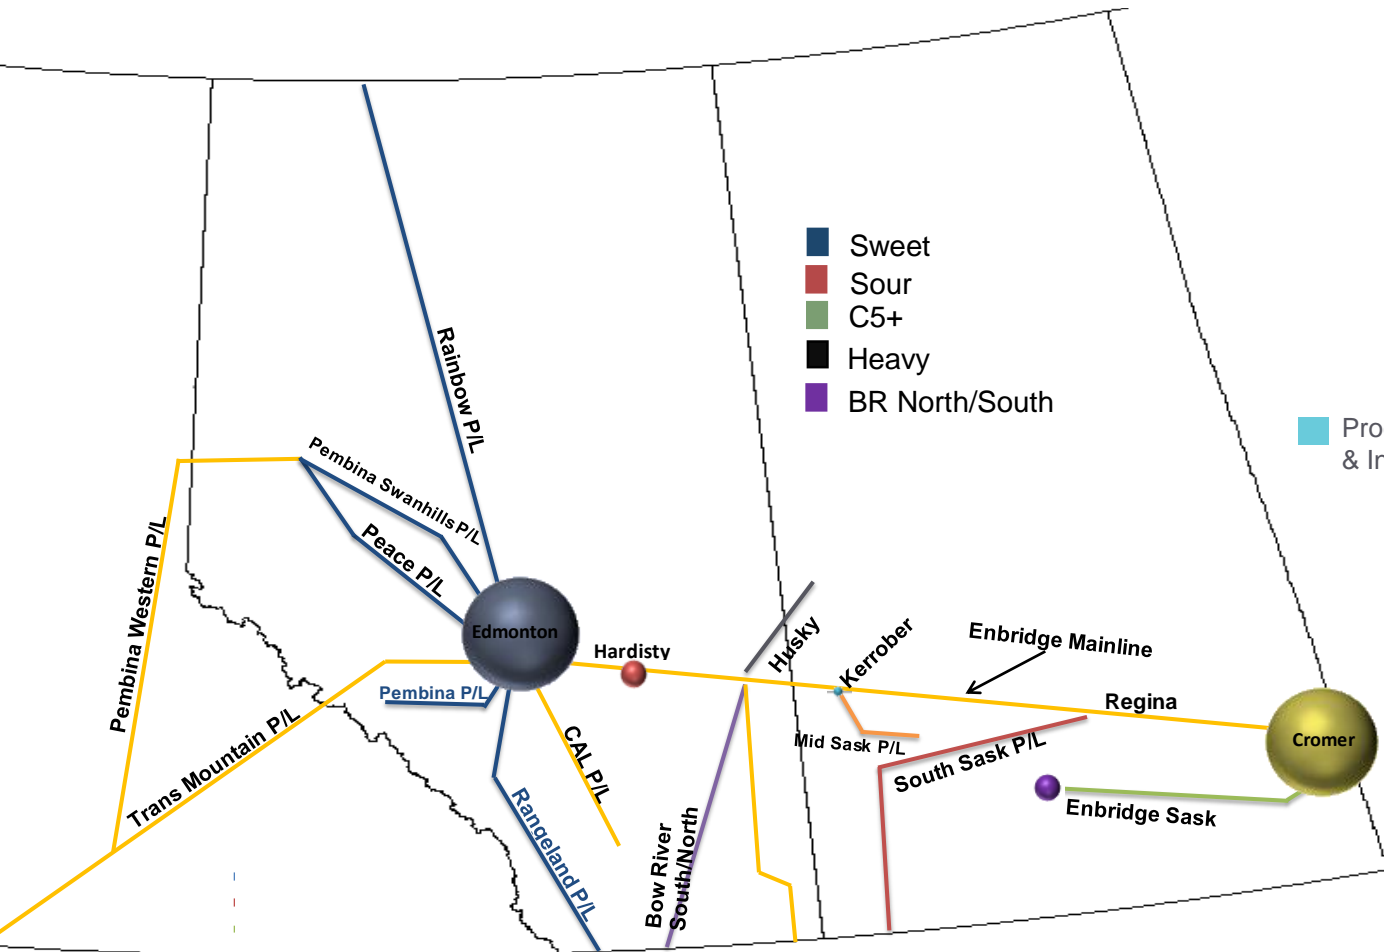 Sweet
Sour
C5+
Heavy
BR North/South
Pro
& In
Rainbow P/L
Pembina Swanhills P/L
Peace P/L
Pembina Western P/L
Edmonton
Hardisty
Husky
Kerrober
Enbridge Mainline
Regina
Cromer
Pembina P/L
Trans Mountain P/L
CAL P/L
Mid Sask P/L
South Sask P/L
Enbridge Sask
Rangeland P/L
Bow River
South/North